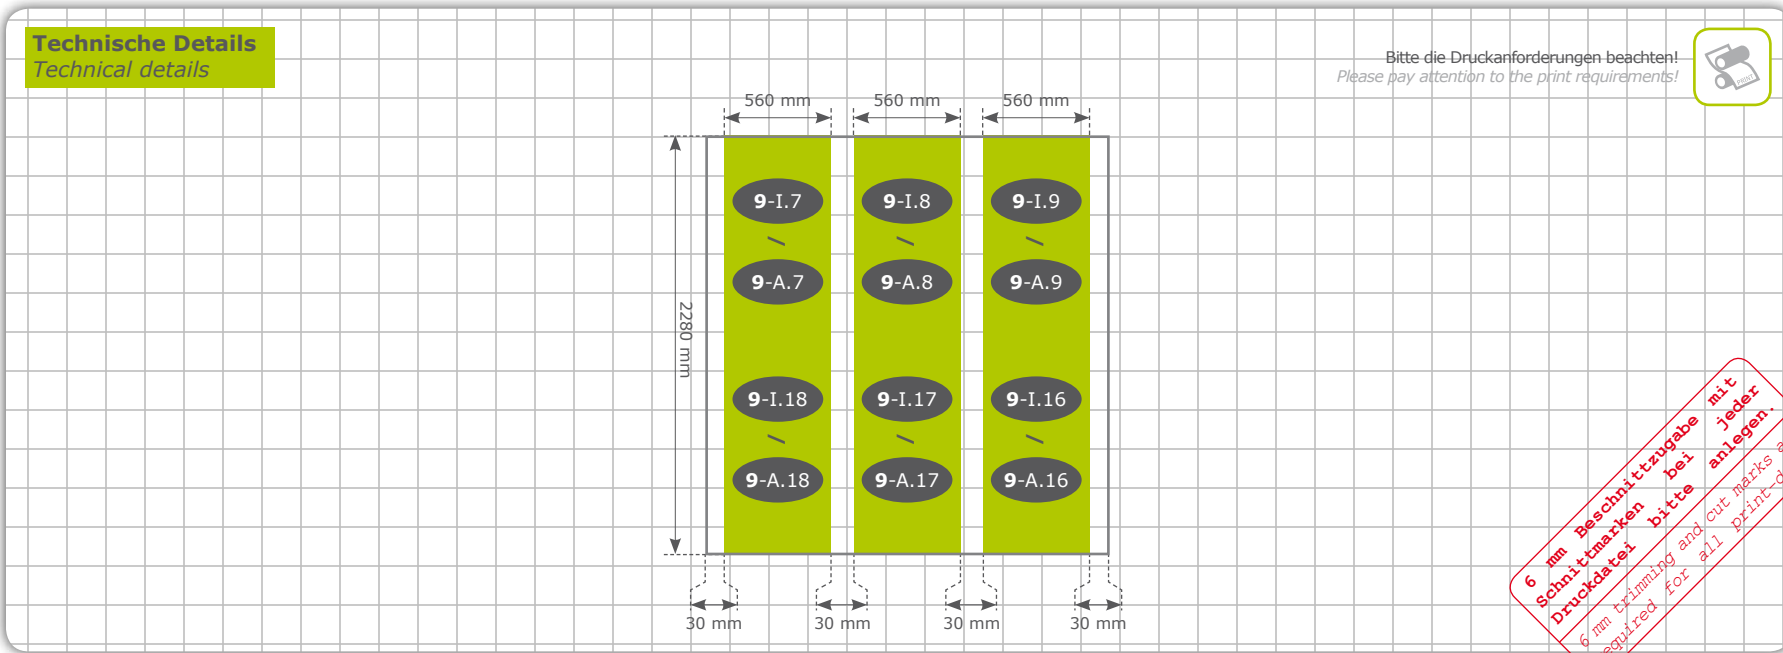 Technische Details
Technical details
Bitte die Druckanforderungen beachten!
Please pay attention to the print requirements!
PRINT
560 mm 560 mm 560 mm
9-I.7 9-I.8 9-I.9
/ / /
9-A.7 9-A.8 9-A.9
2280 mm
9-I.18 9-I.17 9-I.16
/ / /
9-A.18 9-A.17 9-A.16
30 mm 30 mm 30 mm 30 mm
6 mm Beschnittzugabe mit
Schnittmarken bei jeder
Druckdatei bitte anlegen.
6 mm trimming and cut marks
for all